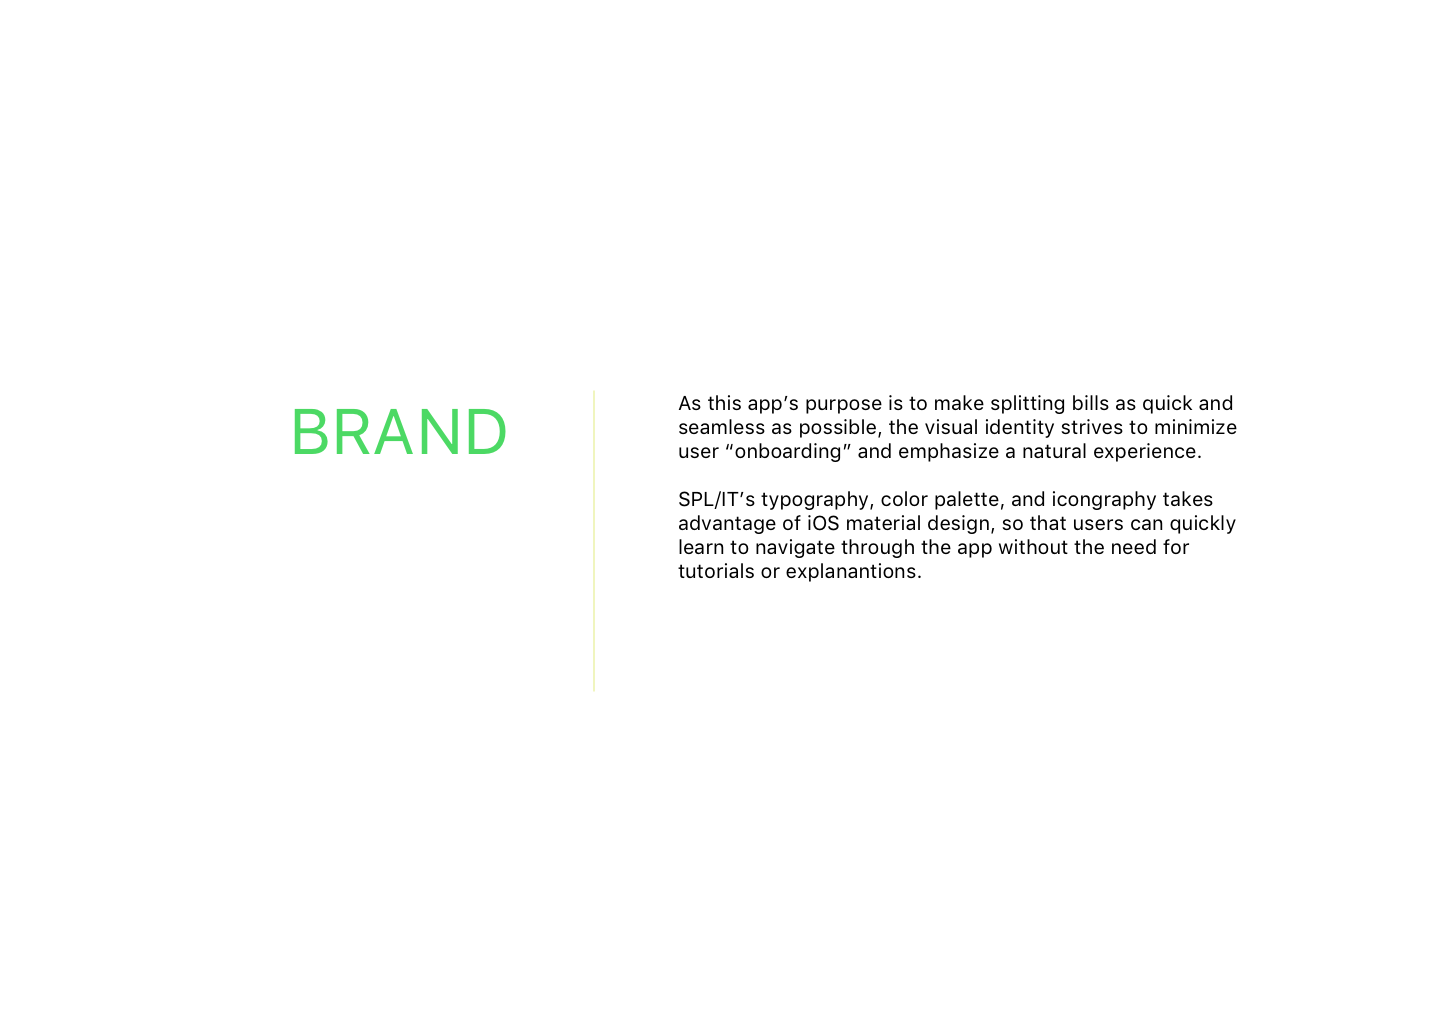 BRAND
As this app’s purpose is to make splitting bills as quick and
seamless as possible, the visual identity strives to minimize
user “onboarding” and emphasize a natural experience.
SPL/IT’s typography, color palette, and icongraphy takes
advantage of iOS material design, so that users can quickly
learn to navigate through the app without the need for
tutorials or explanantions.